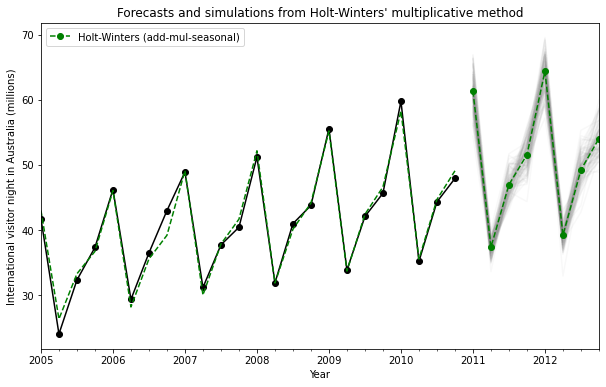 Forecasts and simulations from Holt-Winters' multiplicative method
Holt-Winters (add-mul-seasonal)
International visitor night in Australia (millions)
70
60
50
40
30
2005 2006 2007 2008 2009 2010 2011 2012
Year